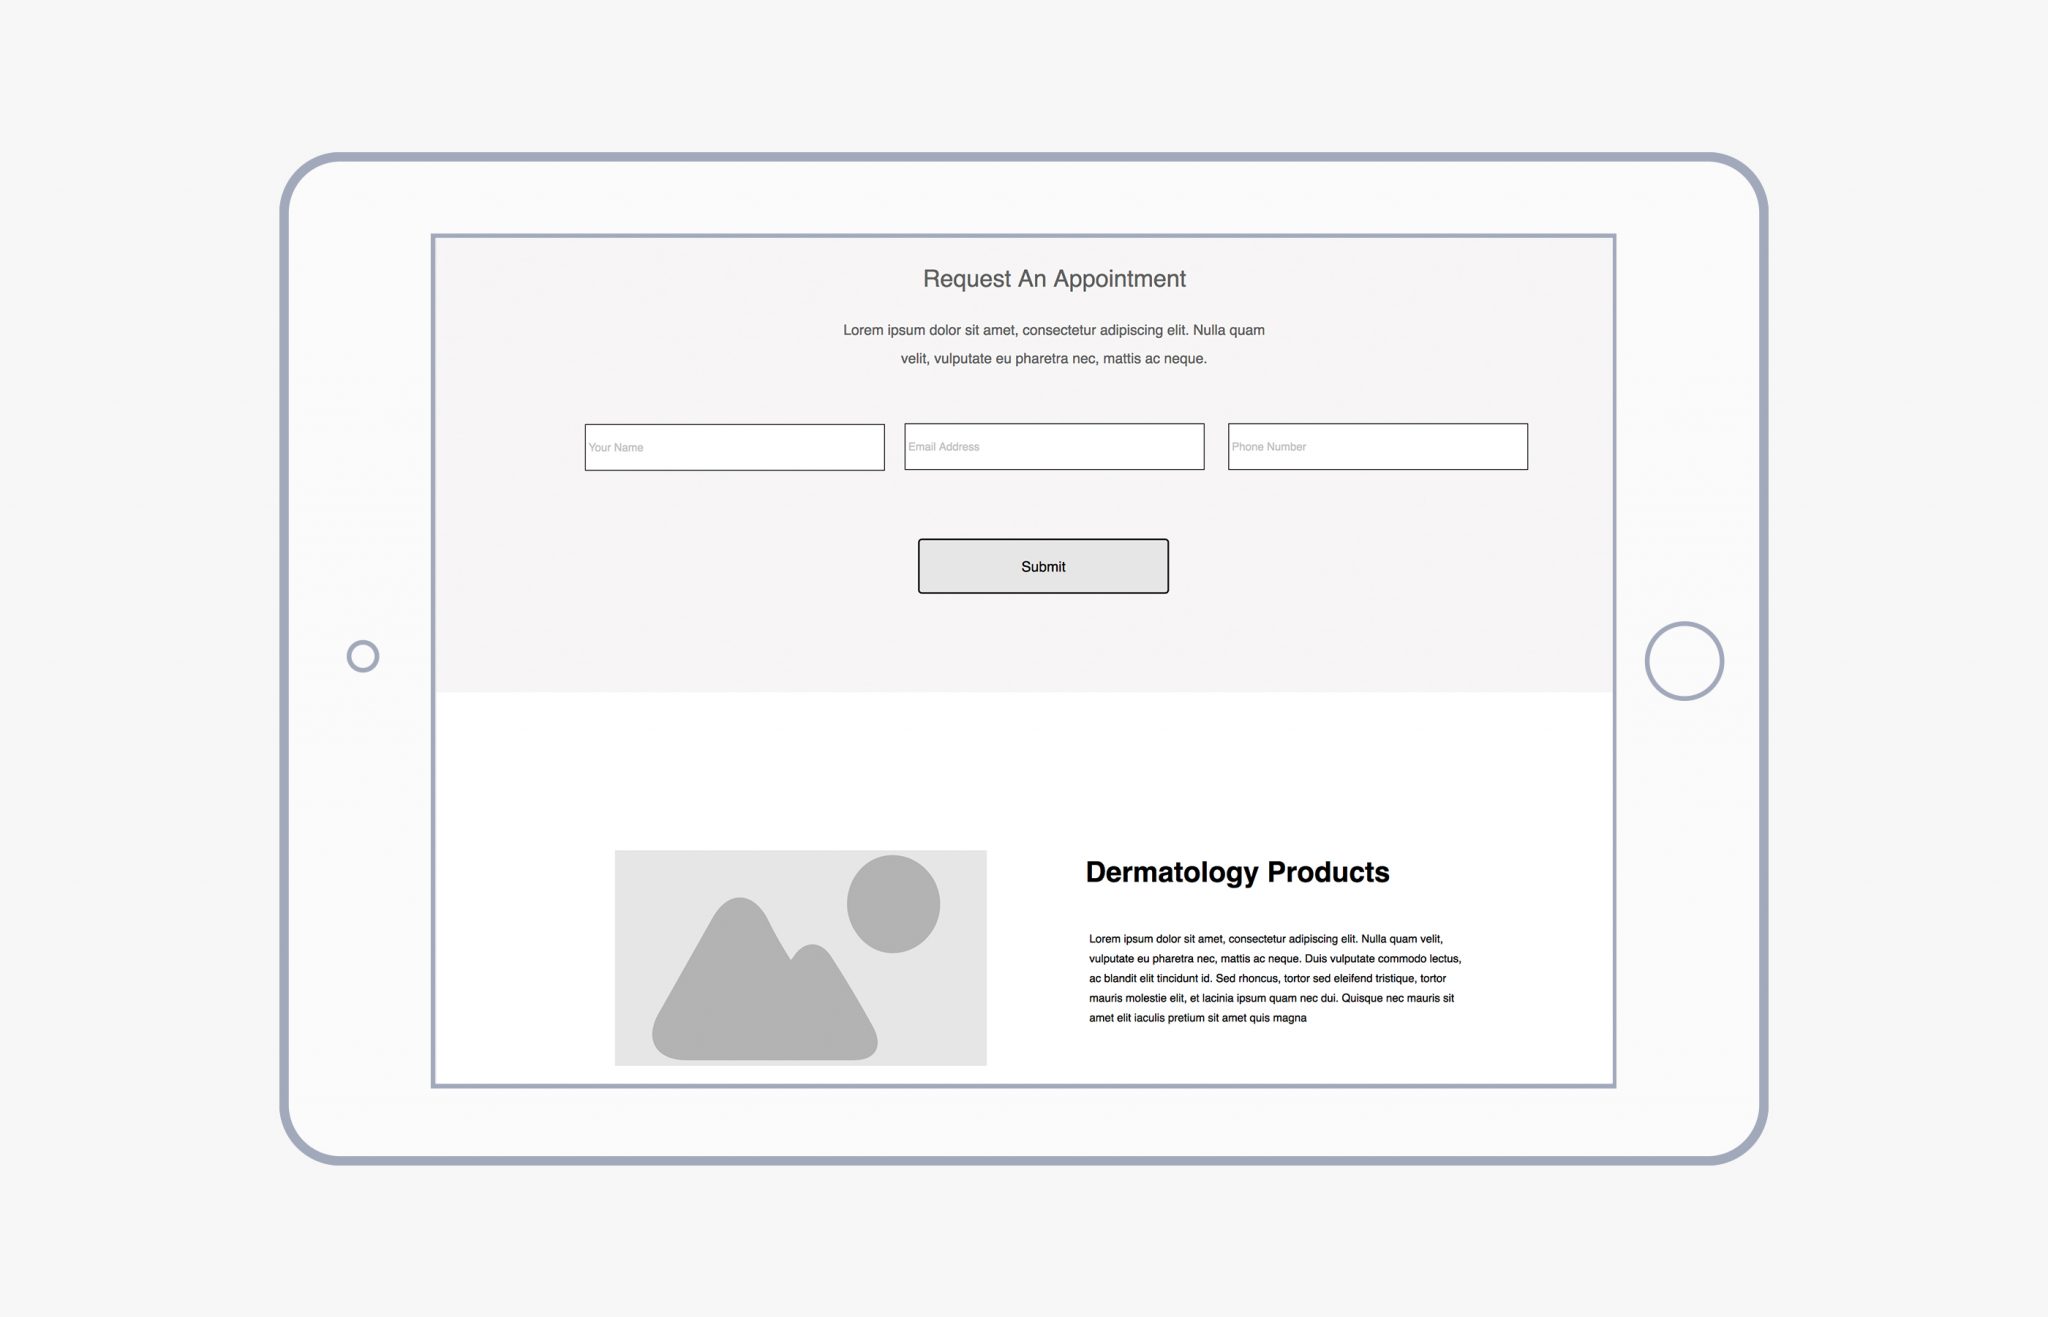 Request An Appointment
Lorem ipsum dolor sit amet, consectetur adipiscing elit. Nulla quam
velit, vulputate eu pharetra nec, mattis ac neque.
Your Name
Email Address
Phone Number
Submit
Dermatology Products
Lorem ipsum dolor sit amet, consectetur adipiscing elit. Nulla quam velit,
vulputate eu pharetra nec, mattis ac neque. Duis vulputate commodo lectus,
ac blandit elit tincidunt id. Sed rhoncus, tortor sed eleifend tristique, tortor
mauris molestie elit, et lacinia ipsum quam nec dui. Quisque nec mauris sit
amet elit iaculis pretium sit amet quis magna